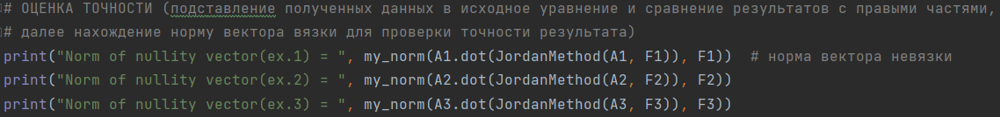 # ОЦЕНКА ТОЧНОСТИ (подставление полученных данных в исходное уравнение и сравнение результатов с правыми частями,
# далее нахождение норму вектора вязки для проверки точности результата)
print("Norm of nullity vector(ex.1) = ", my_norm(A1.dot(JordanMethod(A1, F1)), F1))  # норма вектора невязки
print("Norm of nullity vector(ex.2) = ", my_norm(A2.dot(JordanMethod(A2, F2)), F2))
print("Norm of nullity vector(ex.3) = ", my_norm(A3.dot(JordanMethod(A3, F3)), F3))